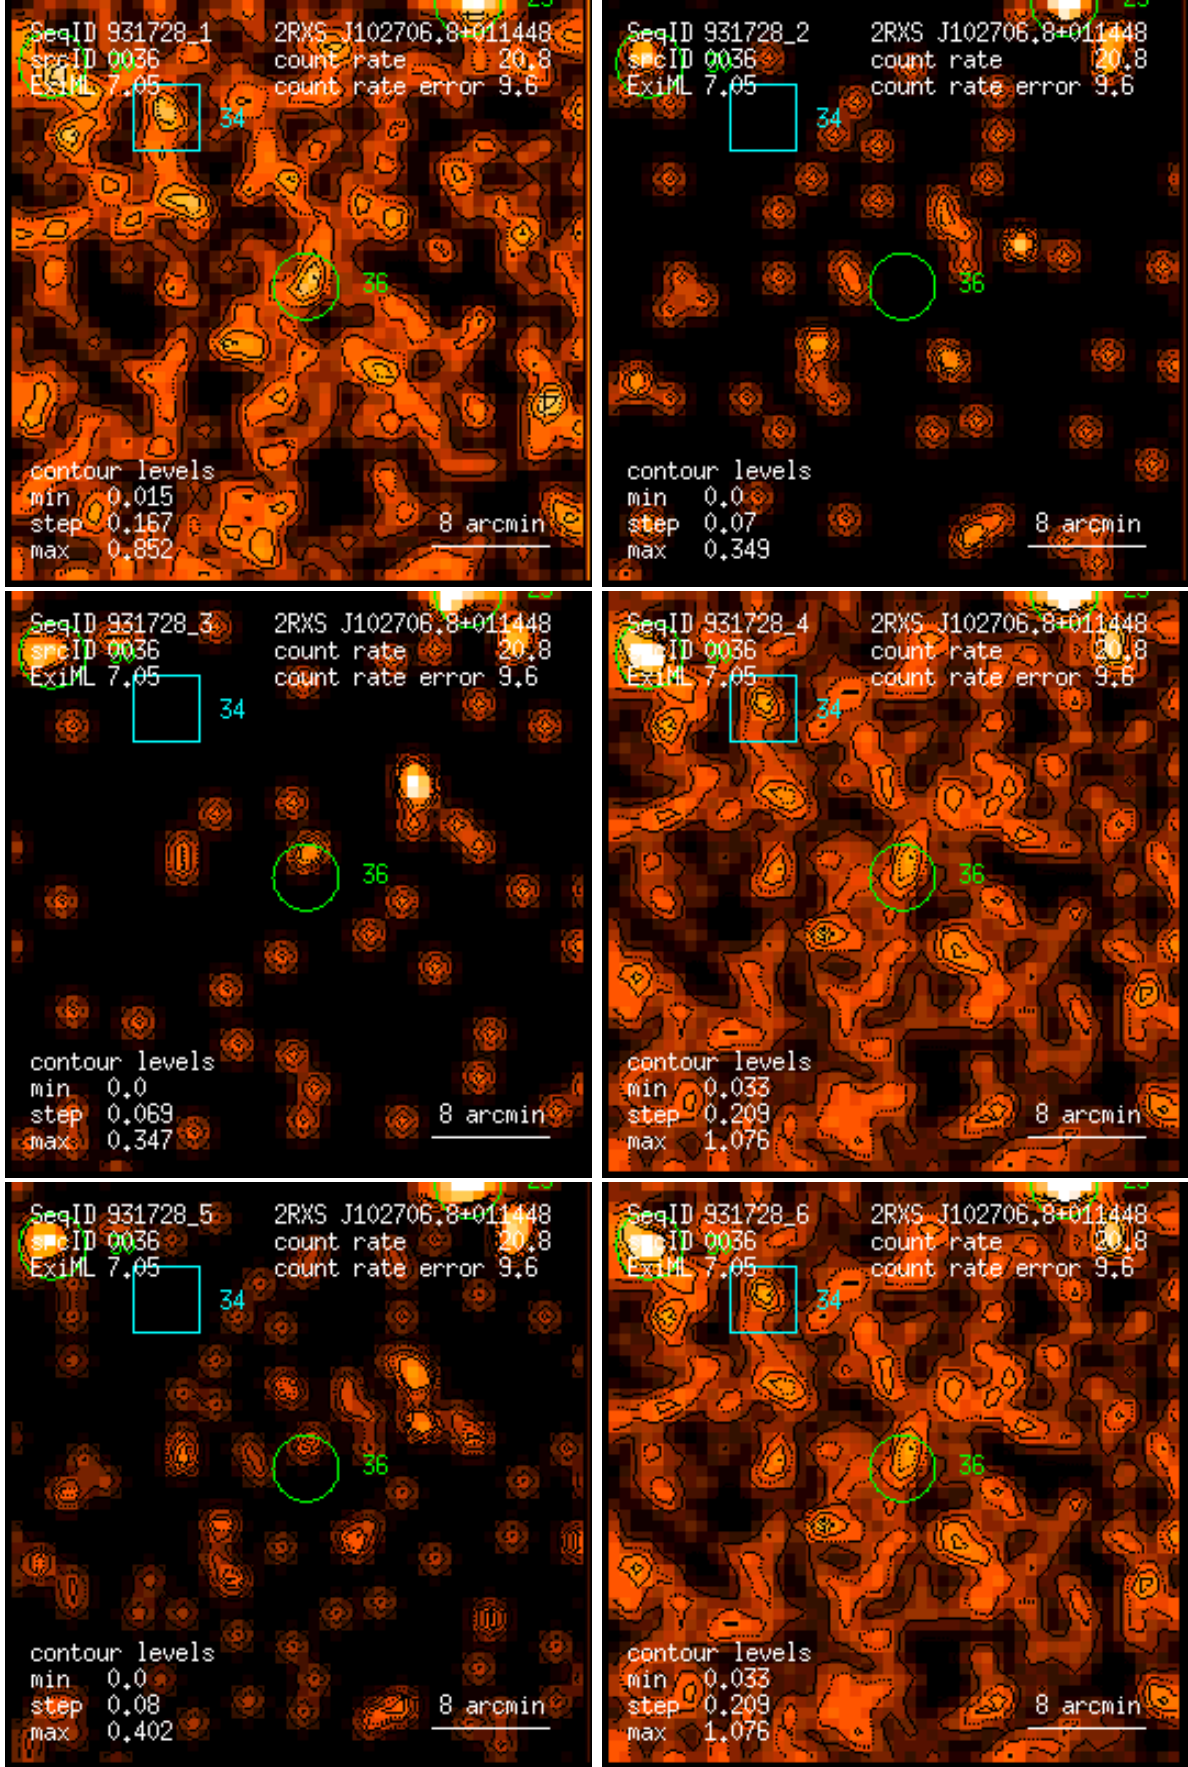 SeqID 931728_1 2RXS J102706.8+011448
srcID 0036 count rate 20.8
ExiML 7.05 count rate error 9.6
34
36
contour levels
min 0.015
step 0.167 8 arcmin
max 0.852
SeqID 931728_2 2RXS J102706.8+011448
srcID 0036 count rate 20.8
ExiML 7.05 count rate error 9.6
34
36
contour levels
min 0.0
step 0.07 8 arcmin
max 0.349
SeqID 931728_3 2RXS J102706.8+011448
srcID 0036 count rate 20.8
ExiML 7.05 count rate error 9.6
34
36
contour levels
min 0.0
step 0.069 8 arcmin
max 0.347
SeqID 931728_4 2RXS J102706.8+011448
srcID 0036 count rate 20.8
ExiML 7.05 count rate error 9.6
34
36
contour levels
min 0.033
step 0.209 8 arcmin
max 1.076
SeqID 931728_5 2RXS J102706.8+011448
srcID 0036 count rate 20.8
ExiML 7.05 count rate error 9.6
34
36
contour levels
min 0.0
step 0.08 8 arcmin
max 0.402
SeqID 931728_6 2RXS J102706.8+011448
srcID 0036 count rate 20.8
ExiML 7.05 count rate error 9.6
34
36
contour levels
min 0.033
step 0.209 8 arcmin
max 1.076